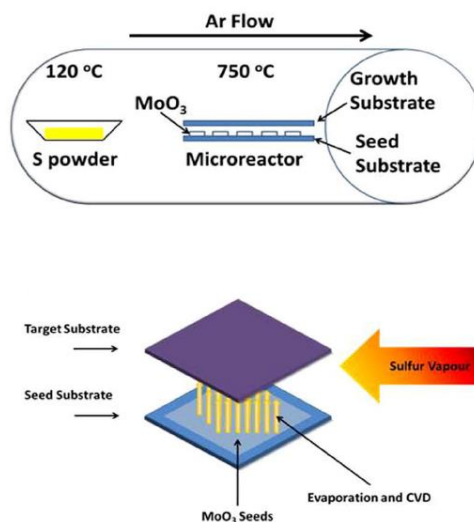 Ar Flow
120 °C
750 °C
Growth
Substrate
MoO3
S powder
Microreactor
Seed
Substrate
Target Substrate
Sulfur Vapour
Seed Substrate
Evaporation and CVD
MoO3 Seeds